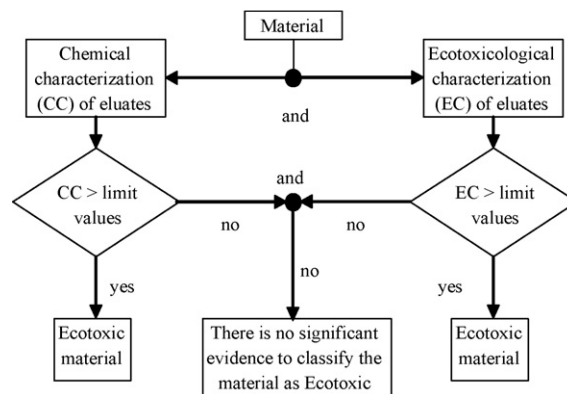 Material
Chemical
characterization
(CC) of eluates
Ecotoxicological
characterization
(EC) of eluates
and
and
CC > limit
values
EC > limit
values
no
no
no
yes
yes
Ecotoxic
material
There is no significant
evidence to classify the
material as Ecotoxic
Ecotoxic
material